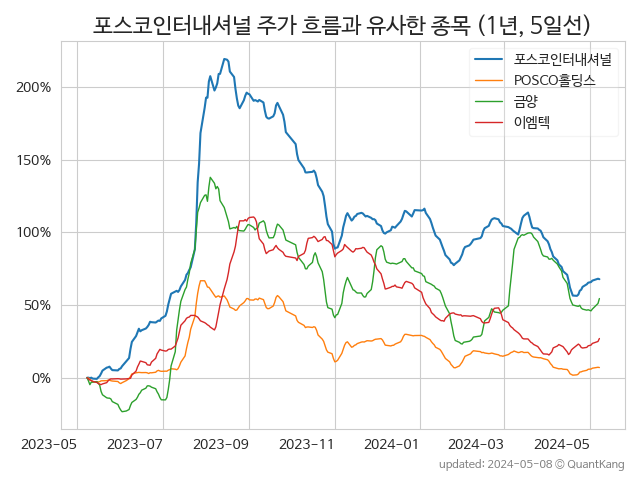 포스코인터내셔널 주가 흐름과 유사한 종목 (1년, 5일선)
포스코인터내셔널
POSCO홀딩스
금양
이엠텍
200%
150%
100%
50%
0%
2023-05 2023-07 2023-09 2023-11 2024-01 2024-03 2024-05
updated: 2024-05-08 © QuantKang